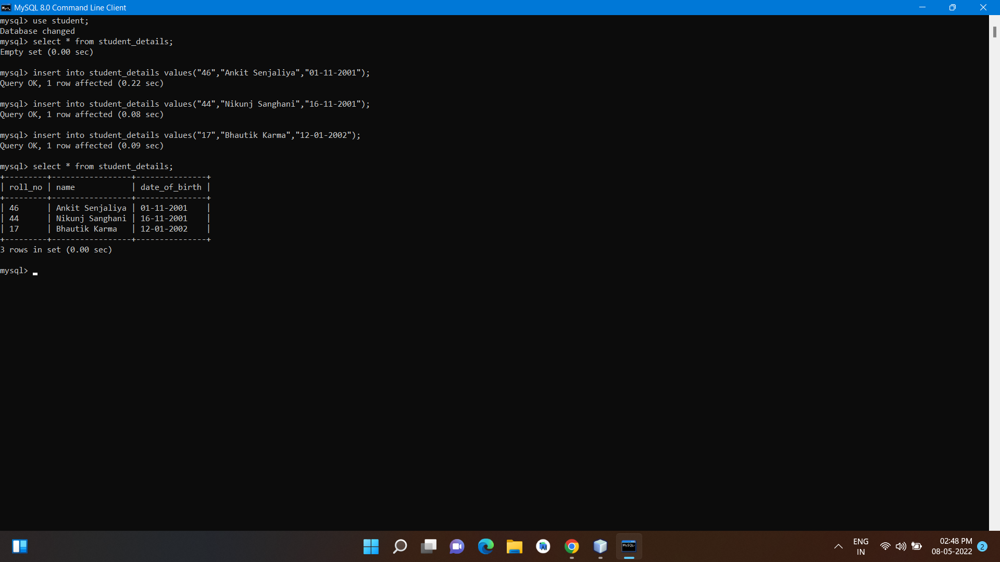 MySQL 8.0 Command Line Client
mysql> use student;
Database changed
mysql> select * from student_details;
Empty set (0.00 sec)
mysql> insert into student_details values("46","Ankit Senjaliya","01-11-2001");
Query OK, 1 row affected (0.22 sec)
mysql> insert into student_details values("44","Nikunj Sanghani","16-11-2001");
Query OK, 1 row affected (0.08 sec)
mysql> insert into student_details values("17","Bhautik Karma","12-01-2002");
Query OK, 1 row affected (0.09 sec)
mysql> select * from student_details;
+---------+-----------------+---------------+
| roll_no | name            | date_of_birth |
+---------+-----------------+---------------+
| 46      | Ankit Senjaliya | 01-11-2001    |
| 44      | Nikunj Sanghani | 16-11-2001    |
| 17      | Bhautik Karma   | 12-01-2002    |
+---------+-----------------+---------------+
3 rows in set (0.00 sec)
mysql>
ENG
IN
02:48 PM
08-05-2022
2